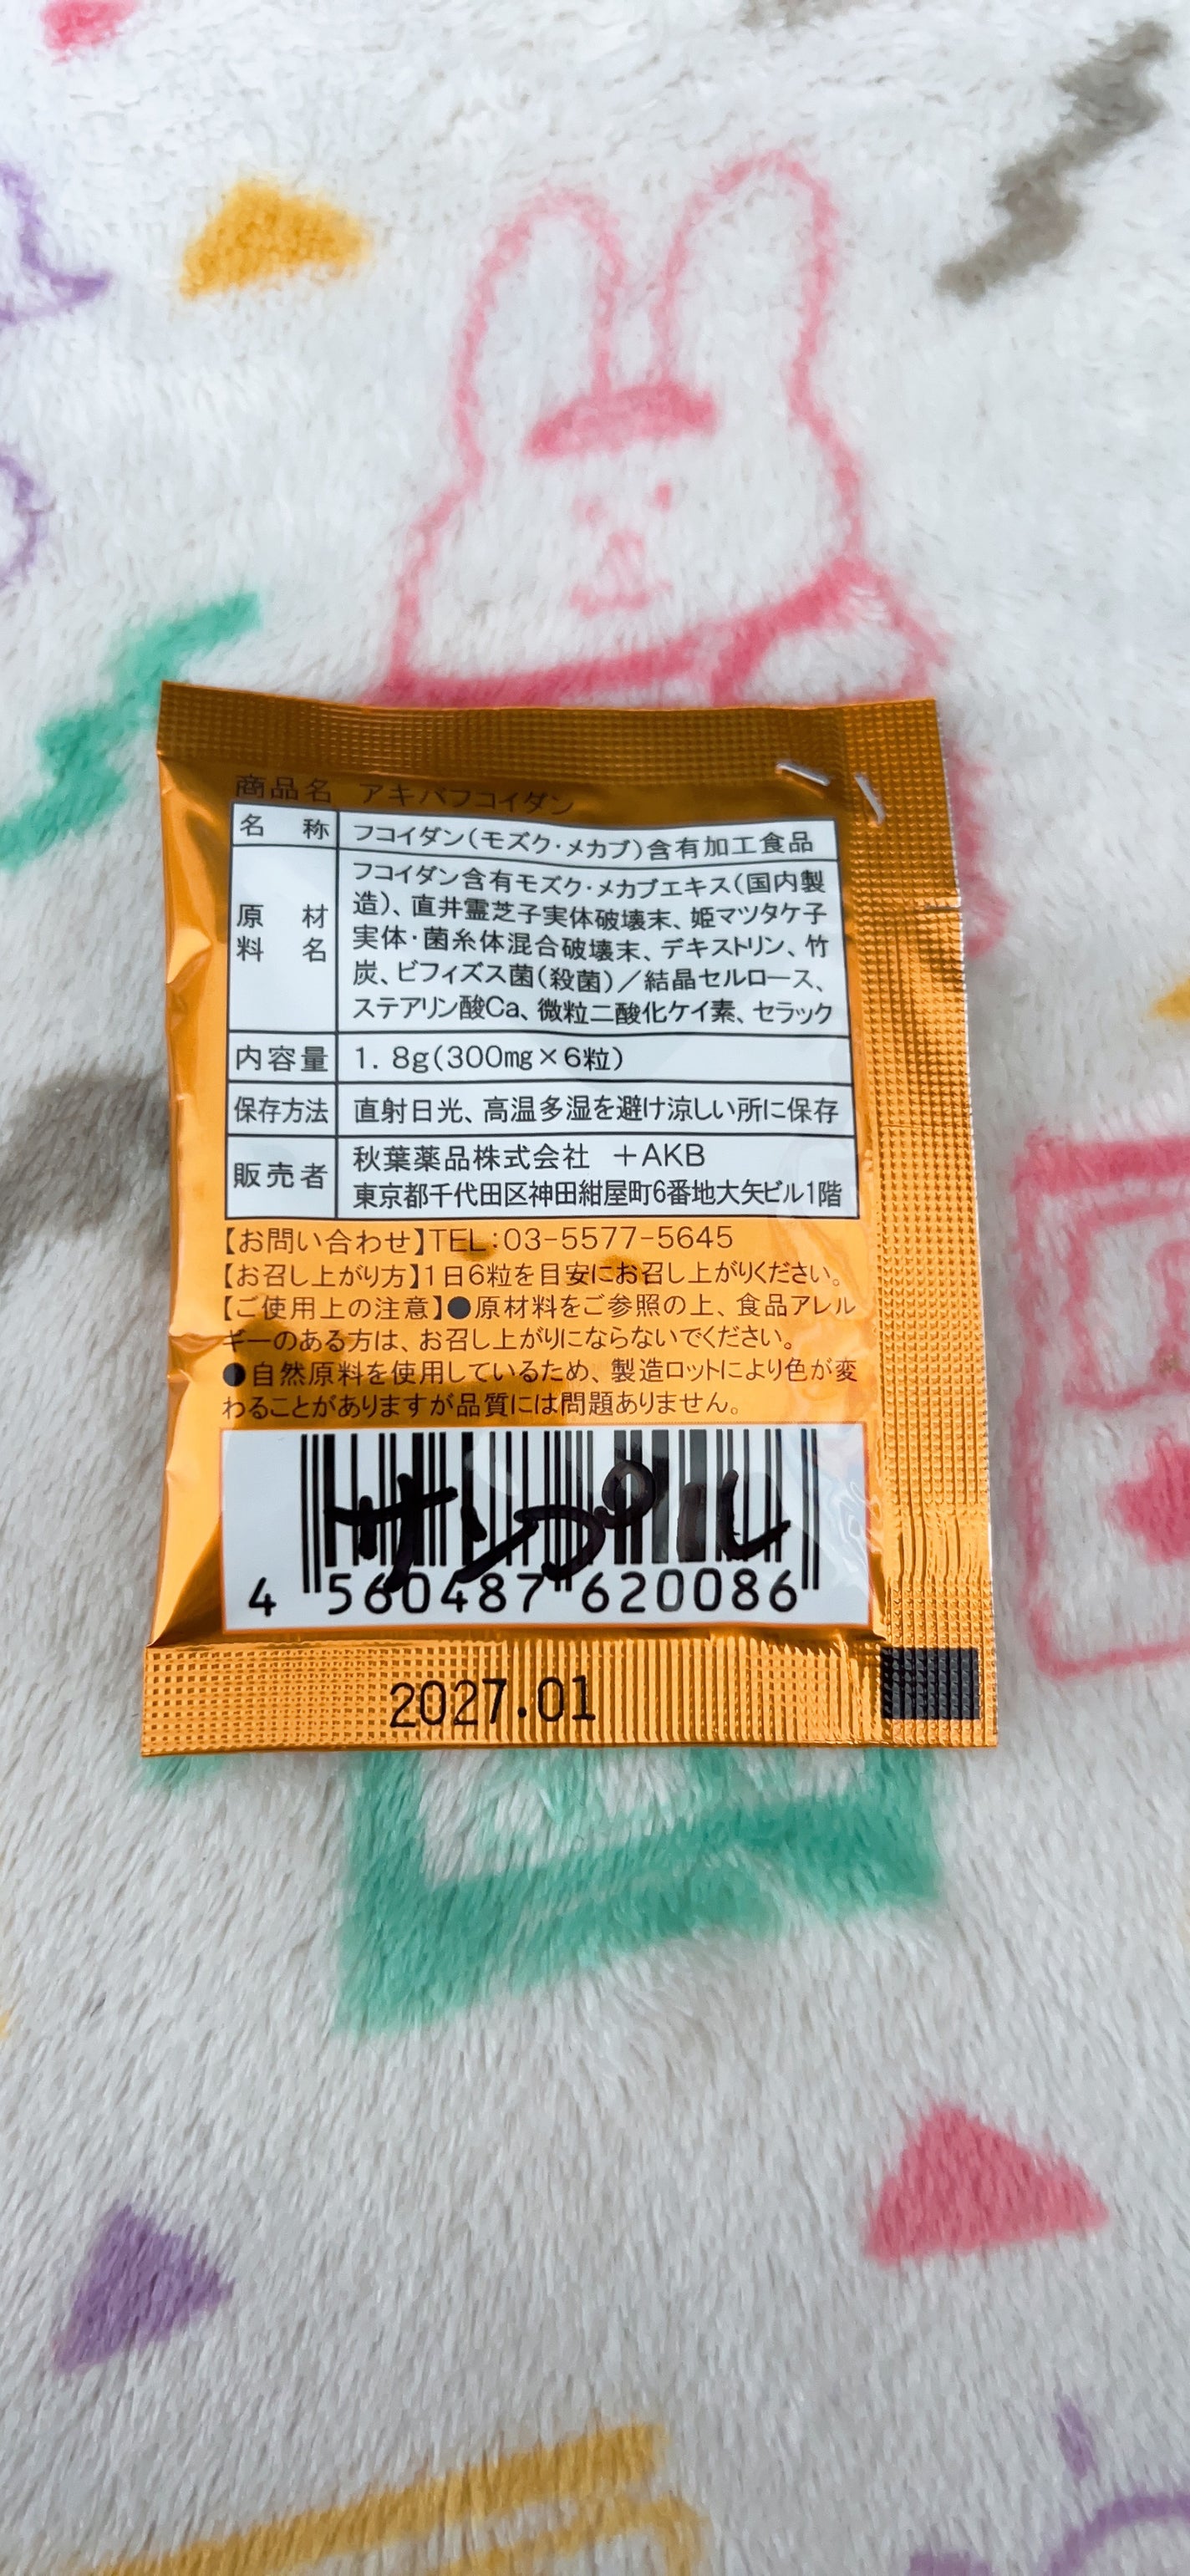 商品名 アキバフコイダン
名称 フコイダン(モズク・メカブ)含有加工食品
原材料名 フコイダン含有モズク・メカブエキス(国内製
造)、直井霊芝子実体破壊末、姫マツタケ子
実体・菌糸体混合破壊末、デキストリン、竹
炭、ビフィズス菌(殺菌)/結晶セルロース、
ステアリン酸Ca、微粒二酸化ケイ素、セラック
内容量 1.8g(300mg×6粒)
保存方法 直射日光、高温多湿を避け涼しい所に保存
販売者 秋葉薬品株式会社 +AKB
東京都千代田区神田紺屋町6番地大矢ビル1階
【お問い合わせ】TEL:03-5577-5645
【お召し上がり方】1日6粒を目安にお召し上がりください。
【ご使用上の注意】●原材料をご参照の上、食品アレル
ギーのある方は、お召し上がりにならないでください。
●自然原料を使用しているため、製造ロットにより色が変
わることがありますが品質には問題ありません。
サンプル
4 560487 620086
2027.01